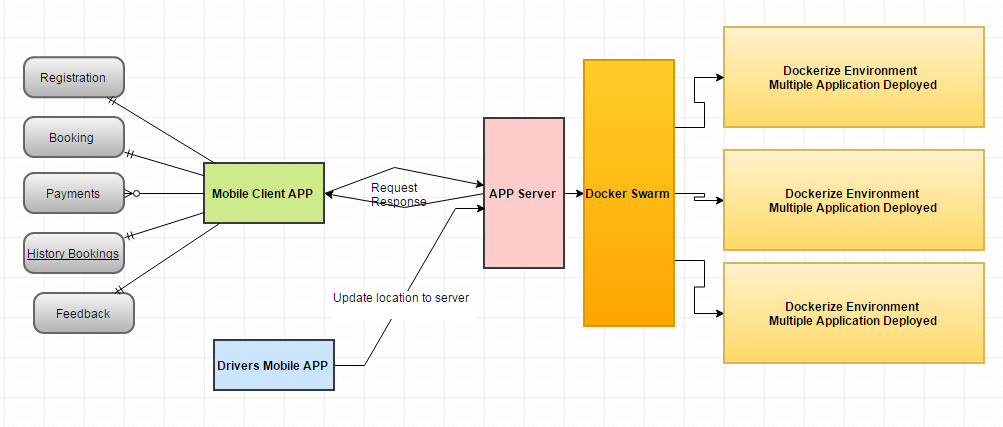 Registration
Booking
Payments
History Bookings
Feedback
Mobile Client APP
Request
Response
Update location to server
Drivers Mobile APP
APP Server
Docker Swarm
Dockerize Environment
Multiple Application Deployed
Dockerize Environment
Multiple Application Deployed
Dockerize Environment
Multiple Application Deployed